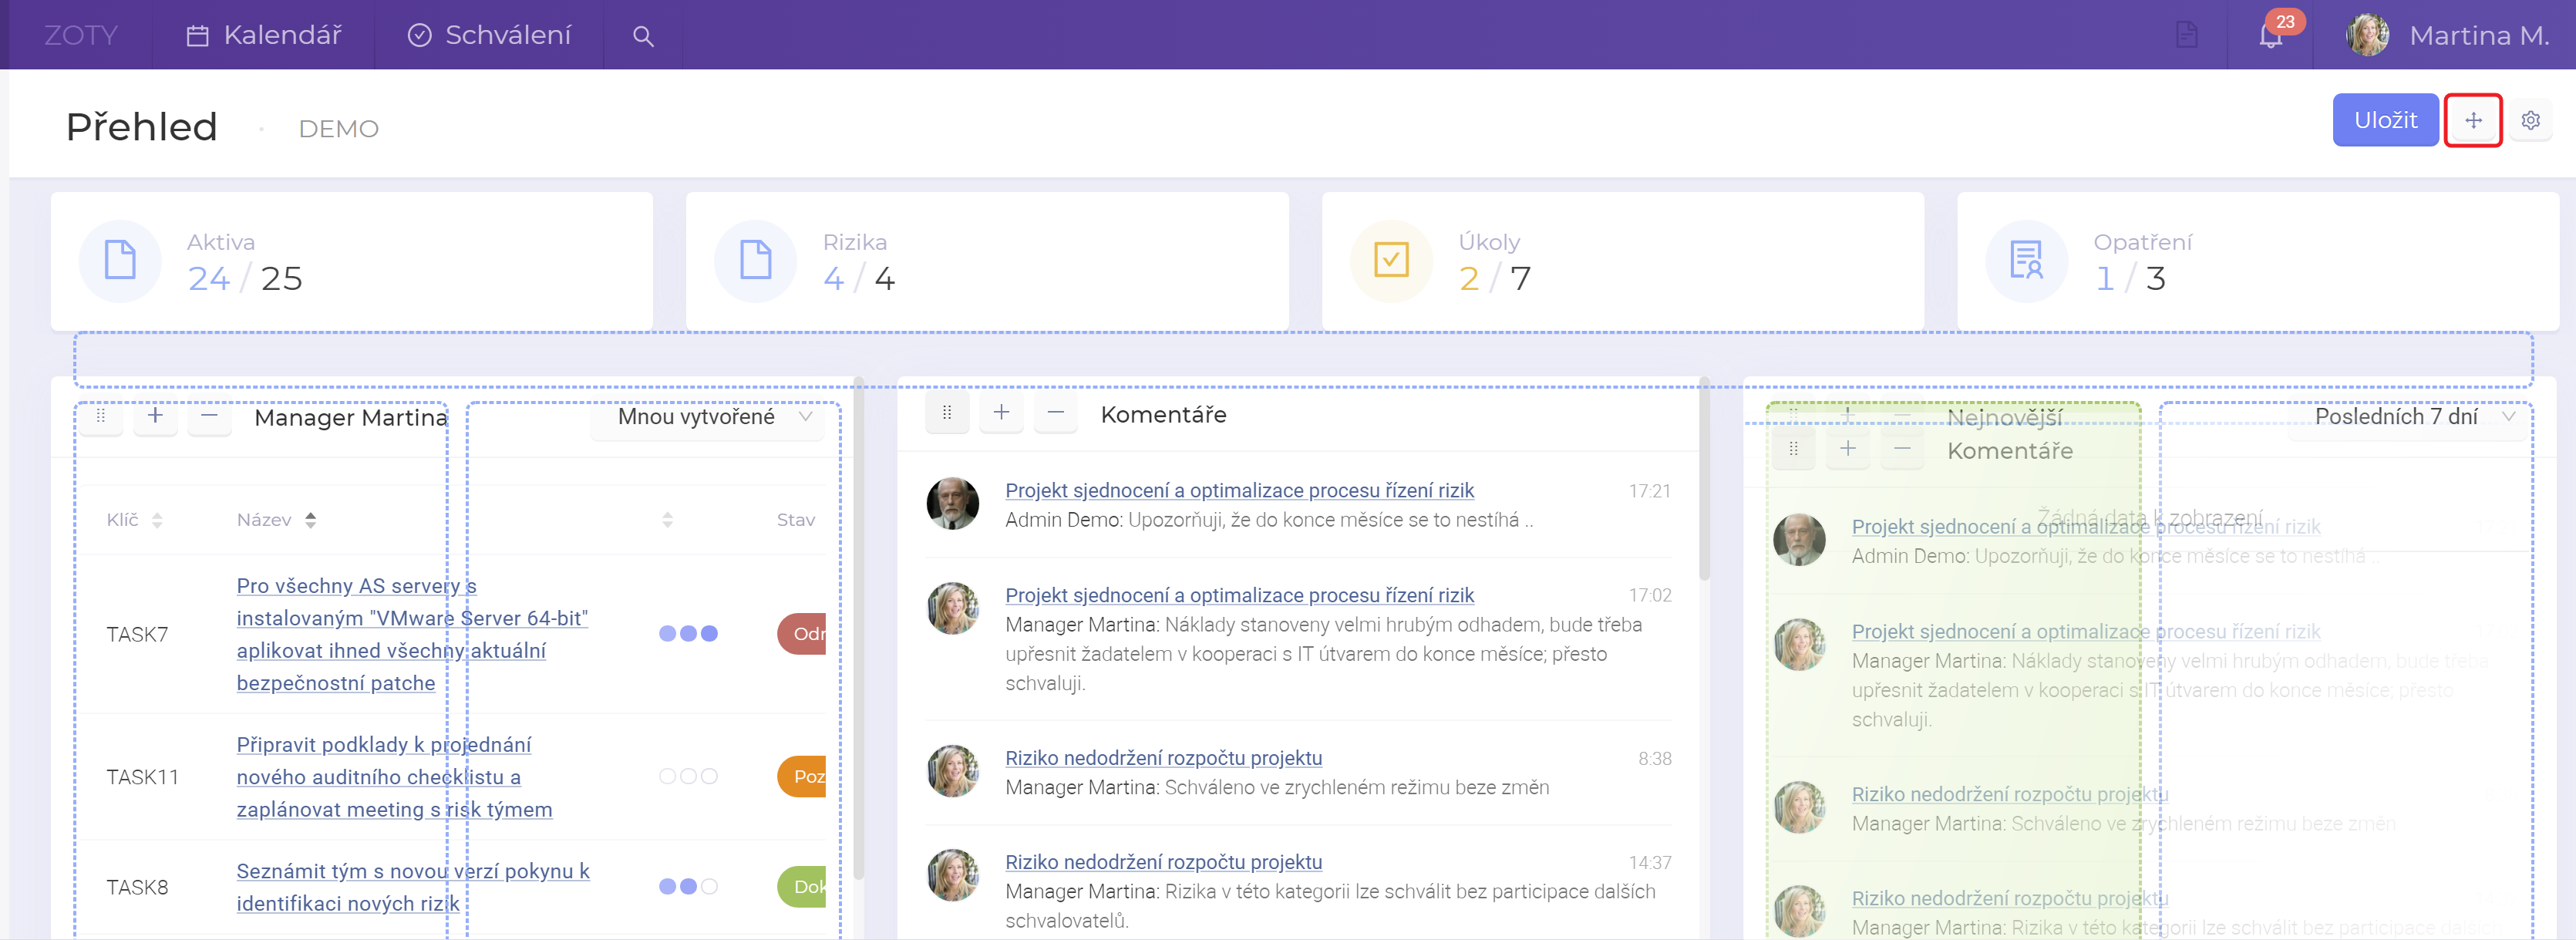 ZOTY
Kalendář
Schválení
23
Martina M.
Přehled
DEMO
Uložit
Aktiva
24 / 25
Rizika
4 / 4
Úkoly
2 / 7
Opatření
1 / 3
Manager Martina
Mnou vytvořené
Klíč
Název
Stav
TASK7
Pro všechny AS servery s
instalovaným "VMware Server 64-bit"
aplikovat ihned všechny aktuální
bezpečnostní patche
Odr
TASK11
Připravit podklady k projednání
nového auditního checklistu a
zaplánovat meeting s risk týmem
Poz
TASK8
Seznámit tým s novou verzí pokynu k
identifikaci nových rizik
Dok
Komentáře
Projekt sjednocení a optimalizace procesu řízení rizik
17:21
Admin Demo: Upozorňuji, že do konce měsíce se to nestíhá ..
Projekt sjednocení a optimalizace procesu řízení rizik
17:02
Manager Martina: Náklady stanoveny velmi hrubým odhadem, bude třeba
upřesnit žadatelem v kooperaci s IT útvarem do konce měsíce; přesto
schvaluji.
Riziko nedodržení rozpočtu projektu
8:38
Manager Martina: Schváleno ve zrychleném režimu beze změn
Riziko nedodržení rozpočtu projektu
14:37
Manager Martina: Rizika v této kategorii lze schválit bez participace dalších
schvalovatelů.
Nejnovější
Posledních 7 dní
Komentáře
Žádná data k zobrazení
Projekt sjednocení a optimalizace procesu řízení rizik
Admin Demo: Upozorňuji, že do konce měsíce se to nestíhá ..
Projekt sjednocení a optimalizace procesu řízení rizik
Manager Martina: Náklady stanoveny velmi hrubým odhadem, bude třeba
upřesnit žadatelem v kooperaci s IT útvarem do konce měsíce; přesto
schvaluji.
Riziko nedodržení rozpočtu projektu
Manager Martina: Schváleno ve zrychleném režimu beze změn
Riziko nedodržení rozpočtu projektu
Manager Martina: Rizika v této kategorii lze schválit bez participace dalších